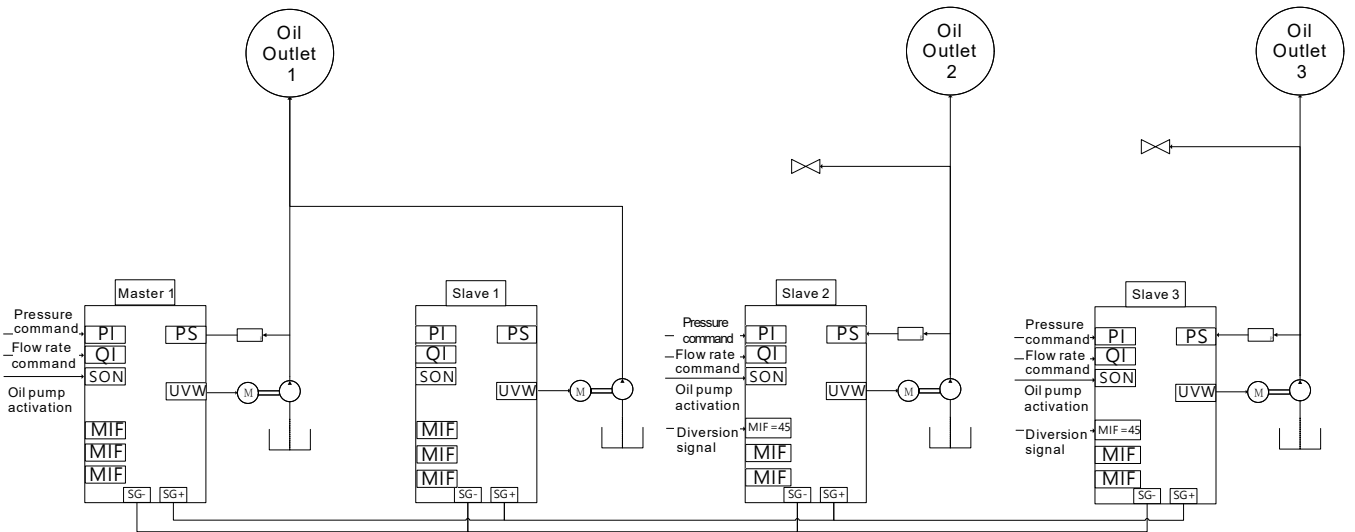 Oil
Outlet
1
Oil
Outlet
2
Oil
Outlet
3
Master 1
Pressure
command
Flow rate
command
Oil pump
activation
PI
QI
SON
PS
UVW
M
MIF
MIF
MIF
SG-
SG+
Slave 1
PI
QI
SON
PS
UVW
M
MIF
MIF
MIF
SG-
SG+
Slave 2
Pressure
command
Flow rate
command
Oil pump
activation
Diversion
signal
PI
QI
SON
PS
UVW
M
MIF=45
MIF
MIF
SG-
SG+
Slave 3
Pressure
command
Flow rate
command
Oil pump
activation
Diversion
signal
PI
QI
SON
PS
UVW
M
MIF=45
MIF
MIF
SG-
SG+